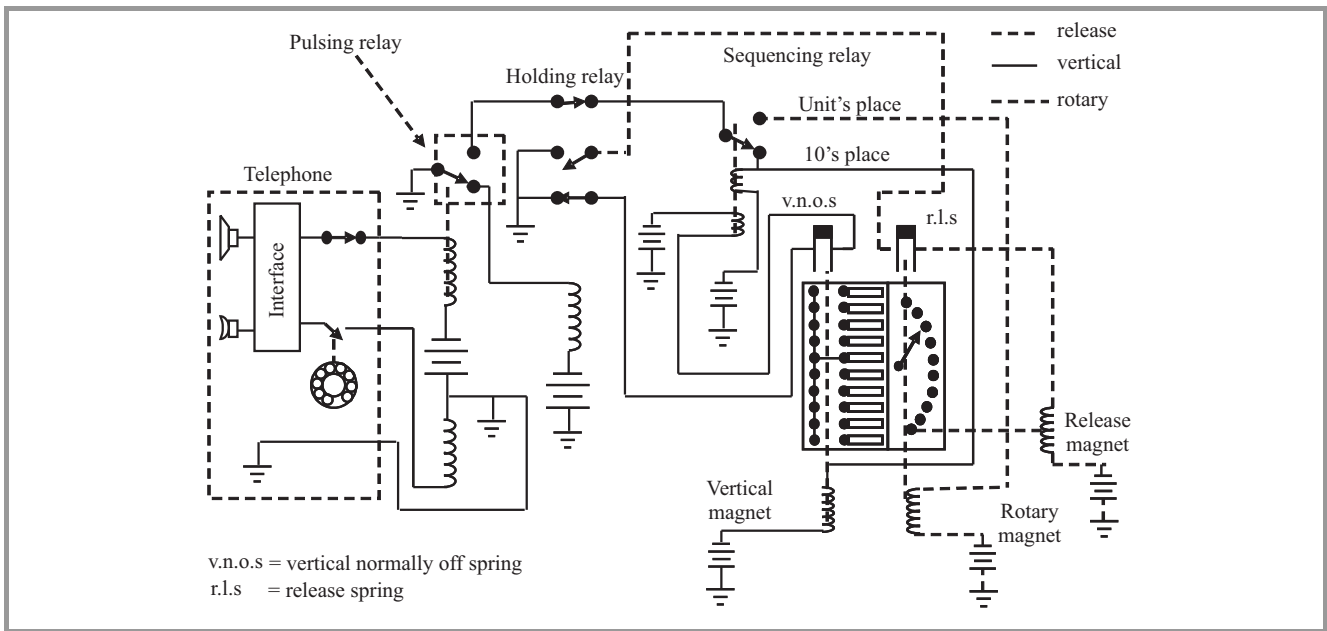 Pulsing relay
Holding relay
Sequencing relay
release
vertical
rotary
Unit's place
10's place
Telephone
Interface
v.n.o.s
r.l.s
Release
magnet
Vertical
magnet
Rotary
magnet
v.n.o.s = vertical normally off spring
r.l.s = release spring